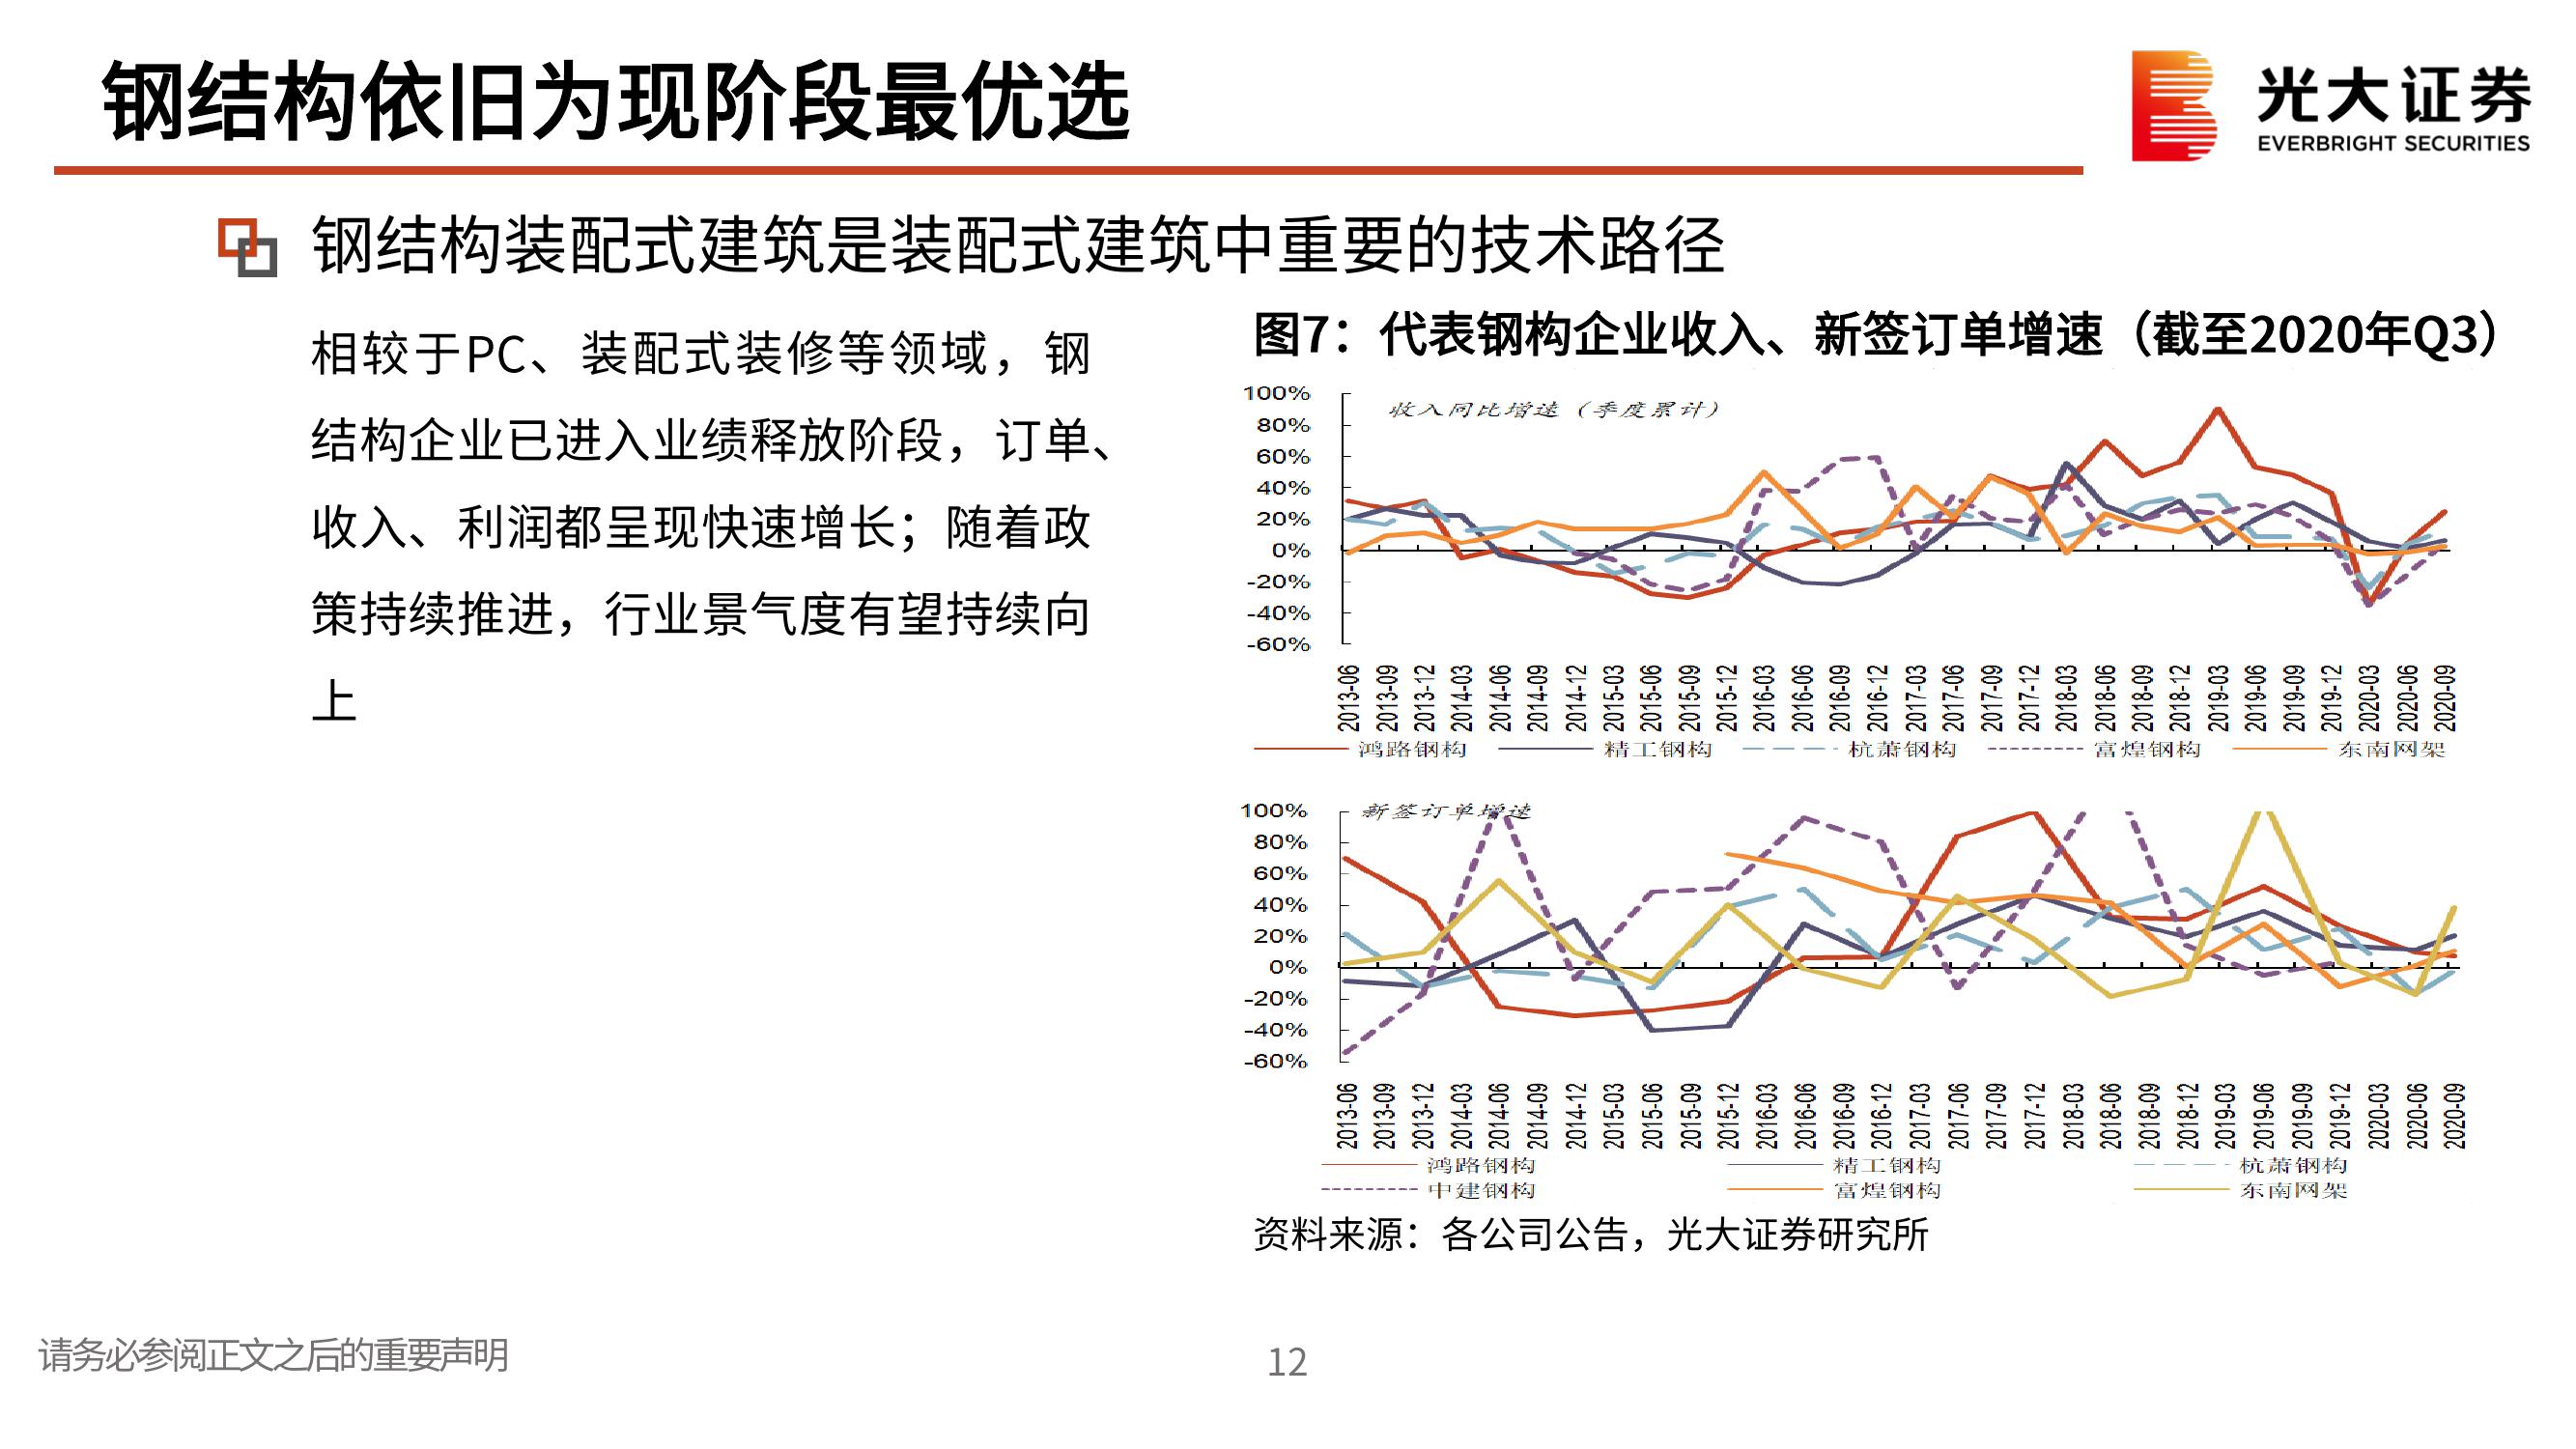 钢结构依旧为现阶段最优选
光大证券
EVERBRIGHT SECURITIES
钢结构装配式建筑是装配式建筑中重要的技术路径
相较于PC、装配式装修等领域，钢
结构企业已进入业绩释放阶段，订单、
收入、利润都呈现快速增长；随着政
策持续推进，行业景气度有望持续向
上
图7：代表钢构企业收入、新签订单增速（截至2020年Q3）
收入同比增速（季度累计）
100%
80%
60%
40%
20%
0%
-20%
-40%
-60%
2013-06 2013-09 2013-12 2014-03 2014-06 2014-09 2014-12 2015-03 2015-06 2015-09 2015-12 2016-03 2016-06 2016-09 2016-12 2017-03 2017-06 2017-09 2017-12 2018-03 2018-06 2018-09 2018-12 2019-03 2019-06 2019-09 2019-12 2020-03 2020-06 2020-09
鸿路钢构 精工钢构 杭萧钢构 富煌钢构 东南网架
新签订单增速
100%
80%
60%
40%
20%
0%
-20%
-40%
-60%
2013-06 2013-09 2013-12 2014-03 2014-06 2014-09 2014-12 2015-03 2015-06 2015-09 2015-12 2016-03 2016-06 2016-09 2016-12 2017-03 2017-06 2017-09 2017-12 2018-03 2018-06 2018-09 2018-12 2019-03 2019-06 2019-09 2019-12 2020-03 2020-06 2020-09
鸿路钢构 精工钢构 杭萧钢构
中建钢构 富煌钢构 东南网架
资料来源：各公司公告，光大证券研究所
请务必参阅正文之后的重要声明
12